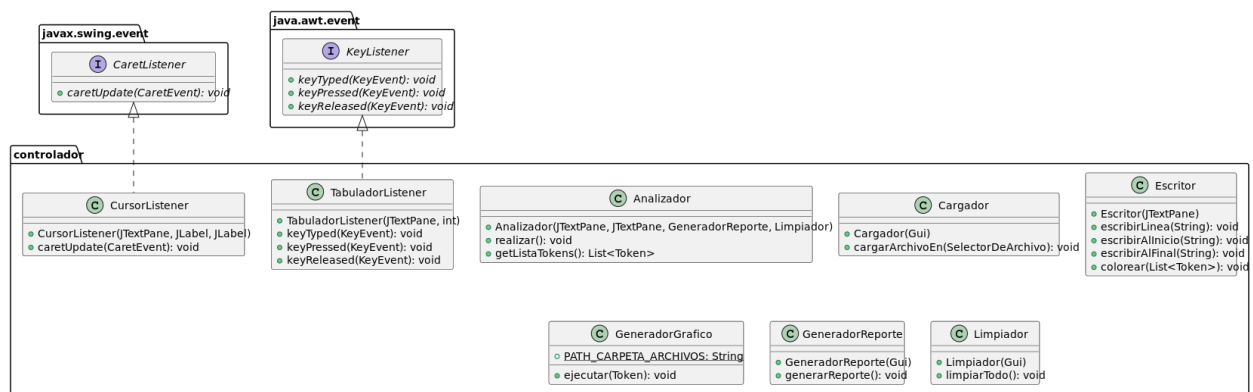 javax.swing.event
I CaretListener
caretUpdate(CaretEvent): void
java.awt.event
I KeyListener
keyTyped(KeyEvent): void
keyPressed(KeyEvent): void
keyReleased(KeyEvent): void
controlador
C CursorListener
CursorListener(JTextPane, JLabel, JLabel)
caretUpdate(CaretEvent): void
C TabuladorListener
TabuladorListener(JTextPane, int)
keyTyped(KeyEvent): void
keyPressed(KeyEvent): void
keyReleased(KeyEvent): void
C Analizador
Analizador(JTextPane, JTextPane, GeneradorReporte, Limpiador)
realizar(): void
getListaTokens(): List<Token>
C Cargador
Cargador(Gui)
cargarArchivoEn(SelectorDeArchivo): void
C Escritor
Escritor(JTextPane)
escribirLinea(String): void
escribirAlInicio(String): void
escribirAlFinal(String): void
colorear(List<Token>): void
C GeneradorGrafico
PATH_CARPETA_ARCHIVOS: String
ejecutar(Token): void
C GeneradorReporte
GeneradorReporte(Gui)
generarReporte(): void
C Limpiador
Limpiador(Gui)
limpiarTodo(): void